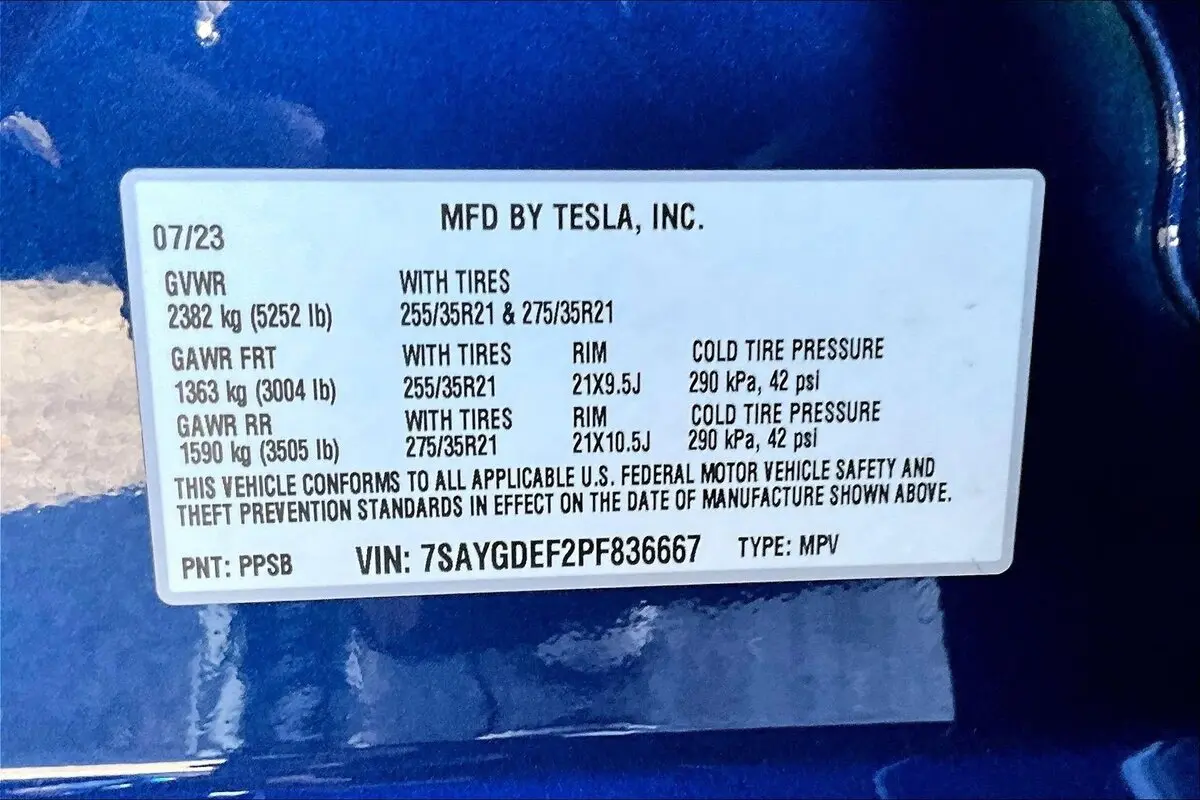 MFD BY TESLA, INC.
07/23
GVWR WITH TIRES
2382 kg (5252 lb) 255/35R21 & 275/35R21
GAWR FRT WITH TIRES RIM COLD TIRE PRESSURE
1363 kg (3004 lb) 255/35R21 21X9.5J 290 kPa, 42 psi
GAWR RR WITH TIRES RIM COLD TIRE PRESSURE
1590 kg (3505 lb) 275/35R21 21X10.5J 290 kPa, 42 psi
THIS VEHICLE CONFORMS TO ALL APPLICABLE U.S. FEDERAL MOTOR VEHICLE SAFETY AND
THEFT PREVENTION STANDARDS IN EFFECT ON THE DATE OF MANUFACTURE SHOWN ABOVE.
PNT: PPSB VIN: 7SAYGDEF2PF836667 TYPE: MPV